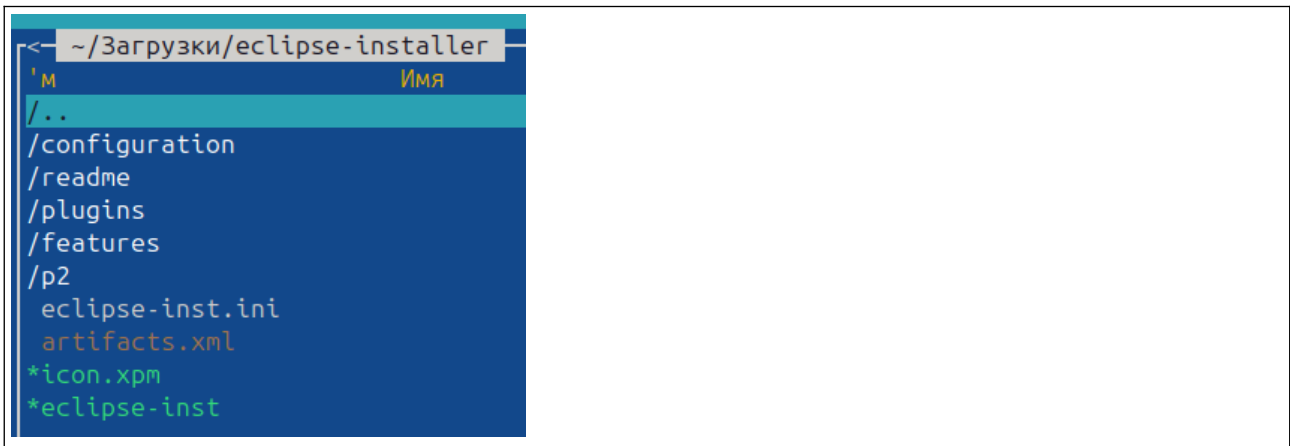 <─ ~/Загрузки/eclipse-installer ─
'м Имя
/..
/configuration
/readme
/plugins
/features
/p2
eclipse-inst.ini
artifacts.xml
*icon.xpm
*eclipse-inst